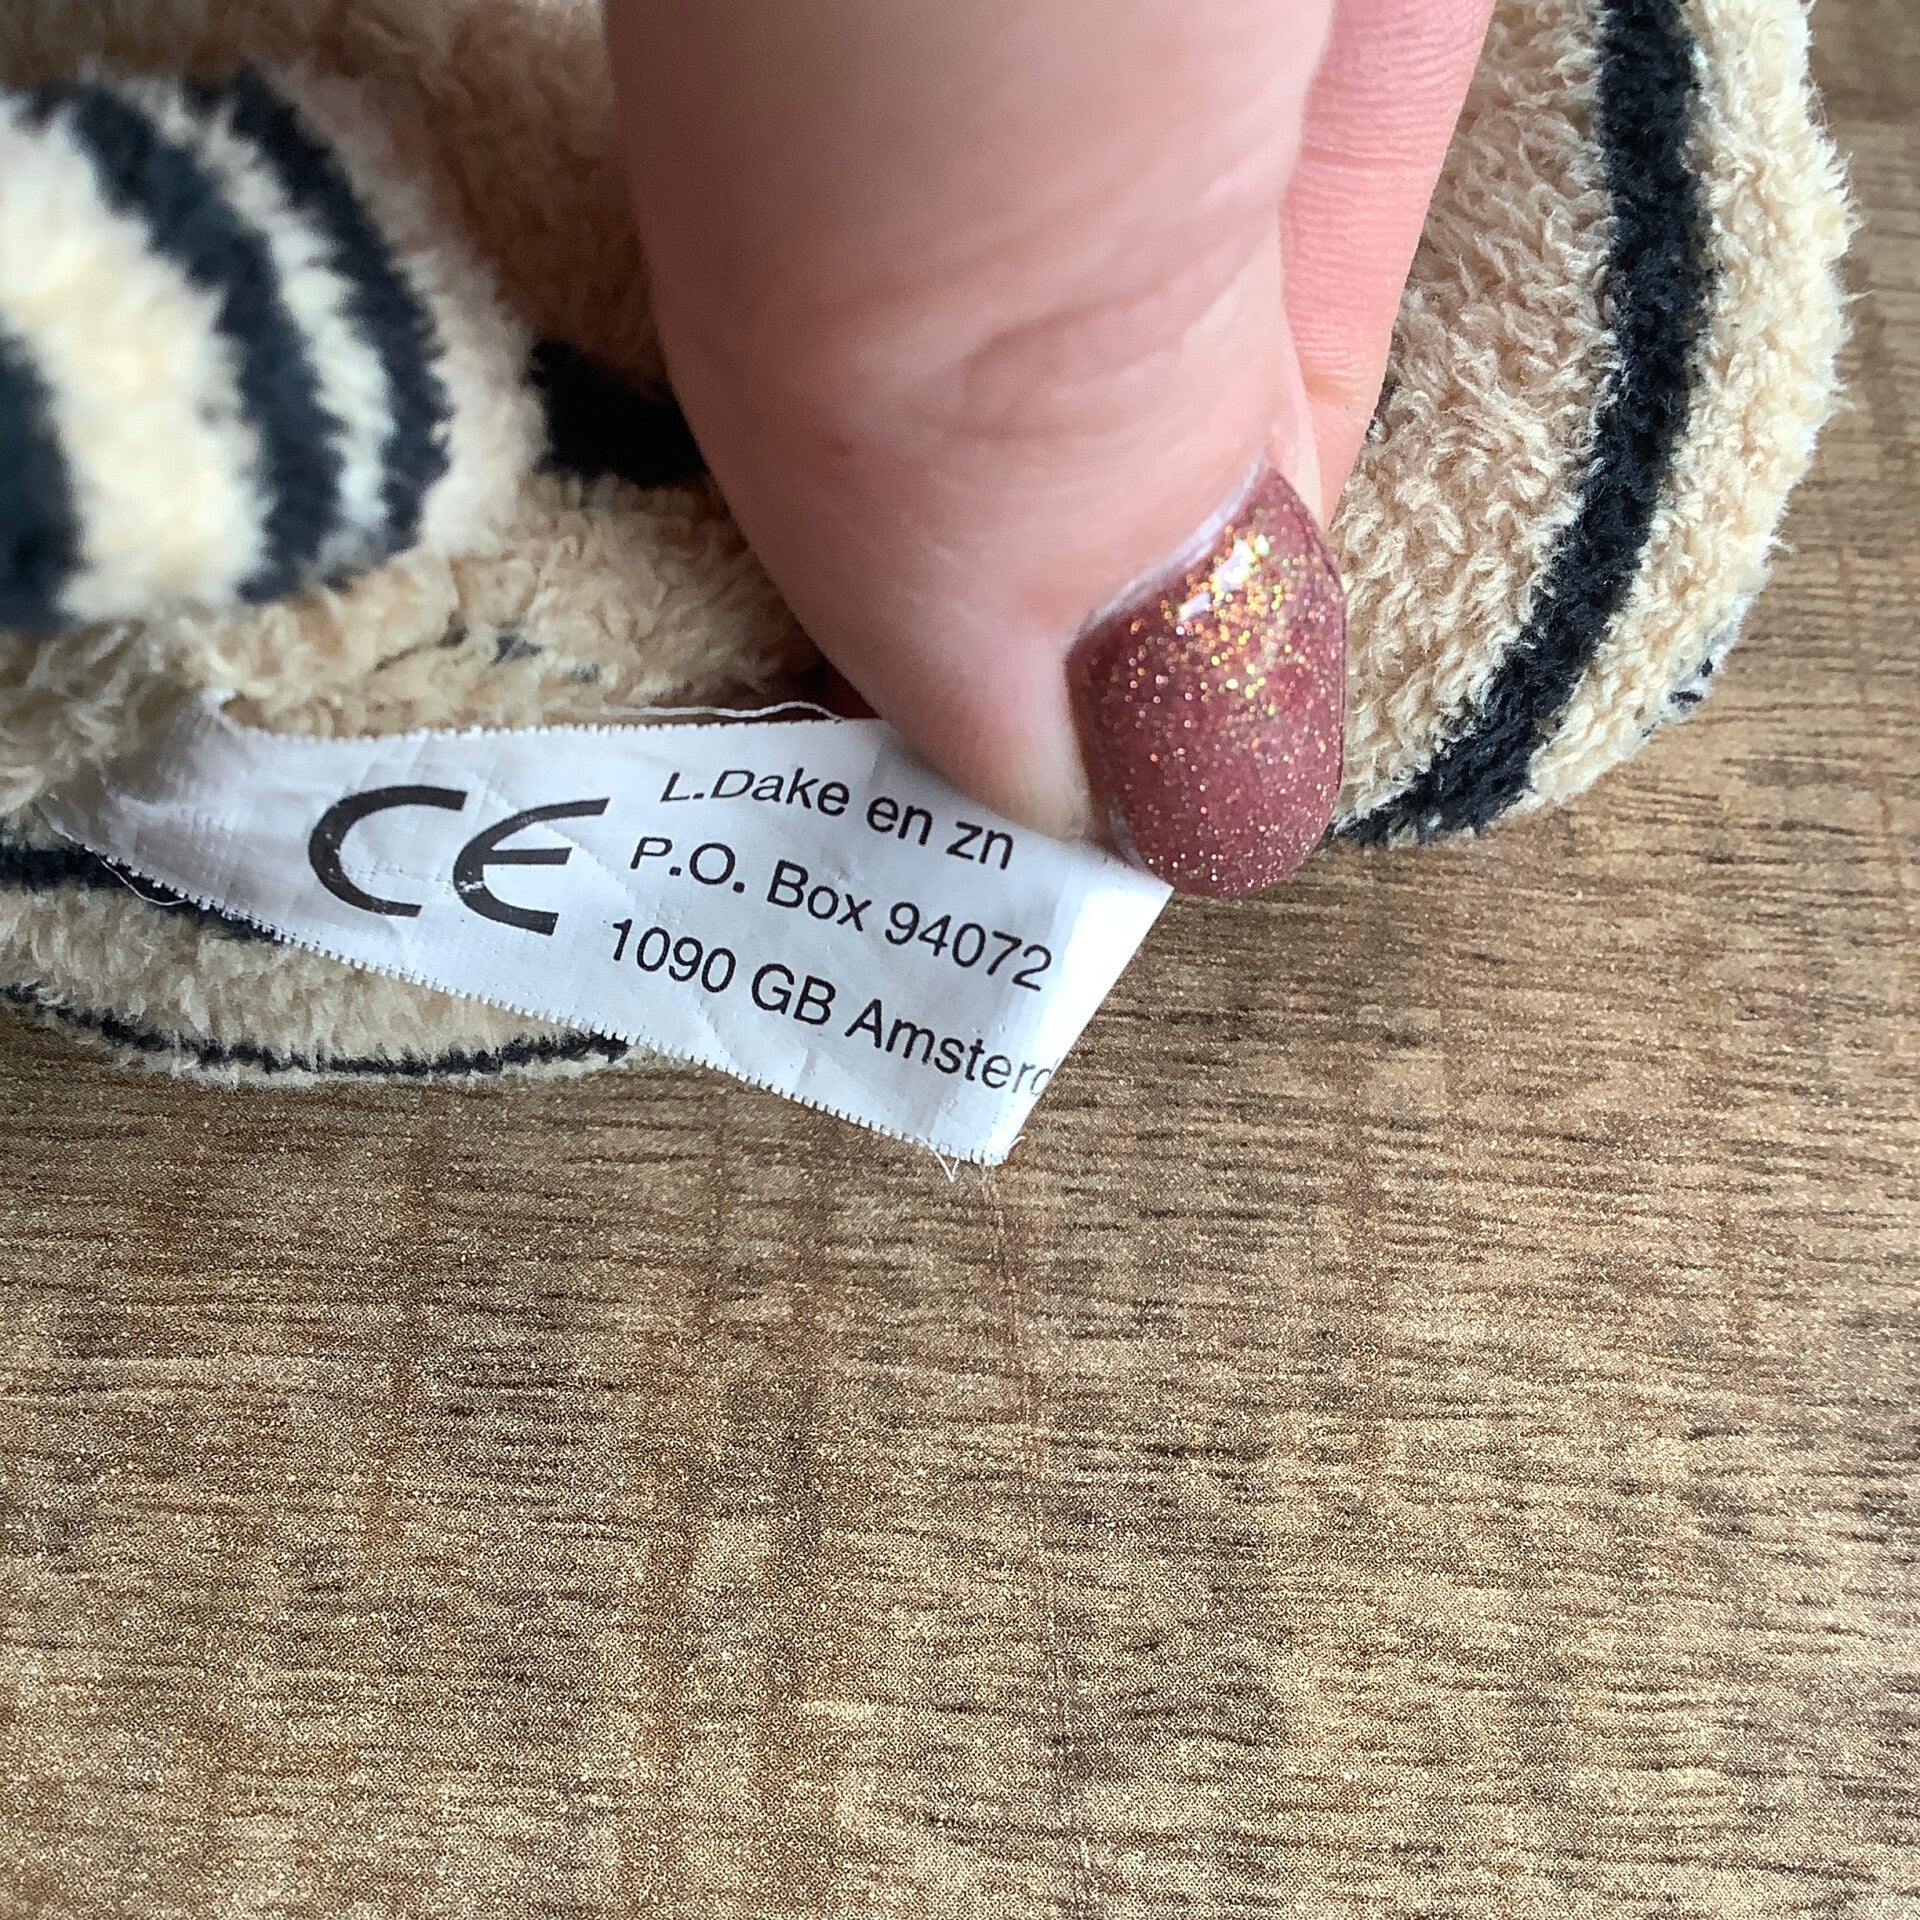 CE
L.Dake en zn
P.O. Box 94072
1090 GB Amsterd